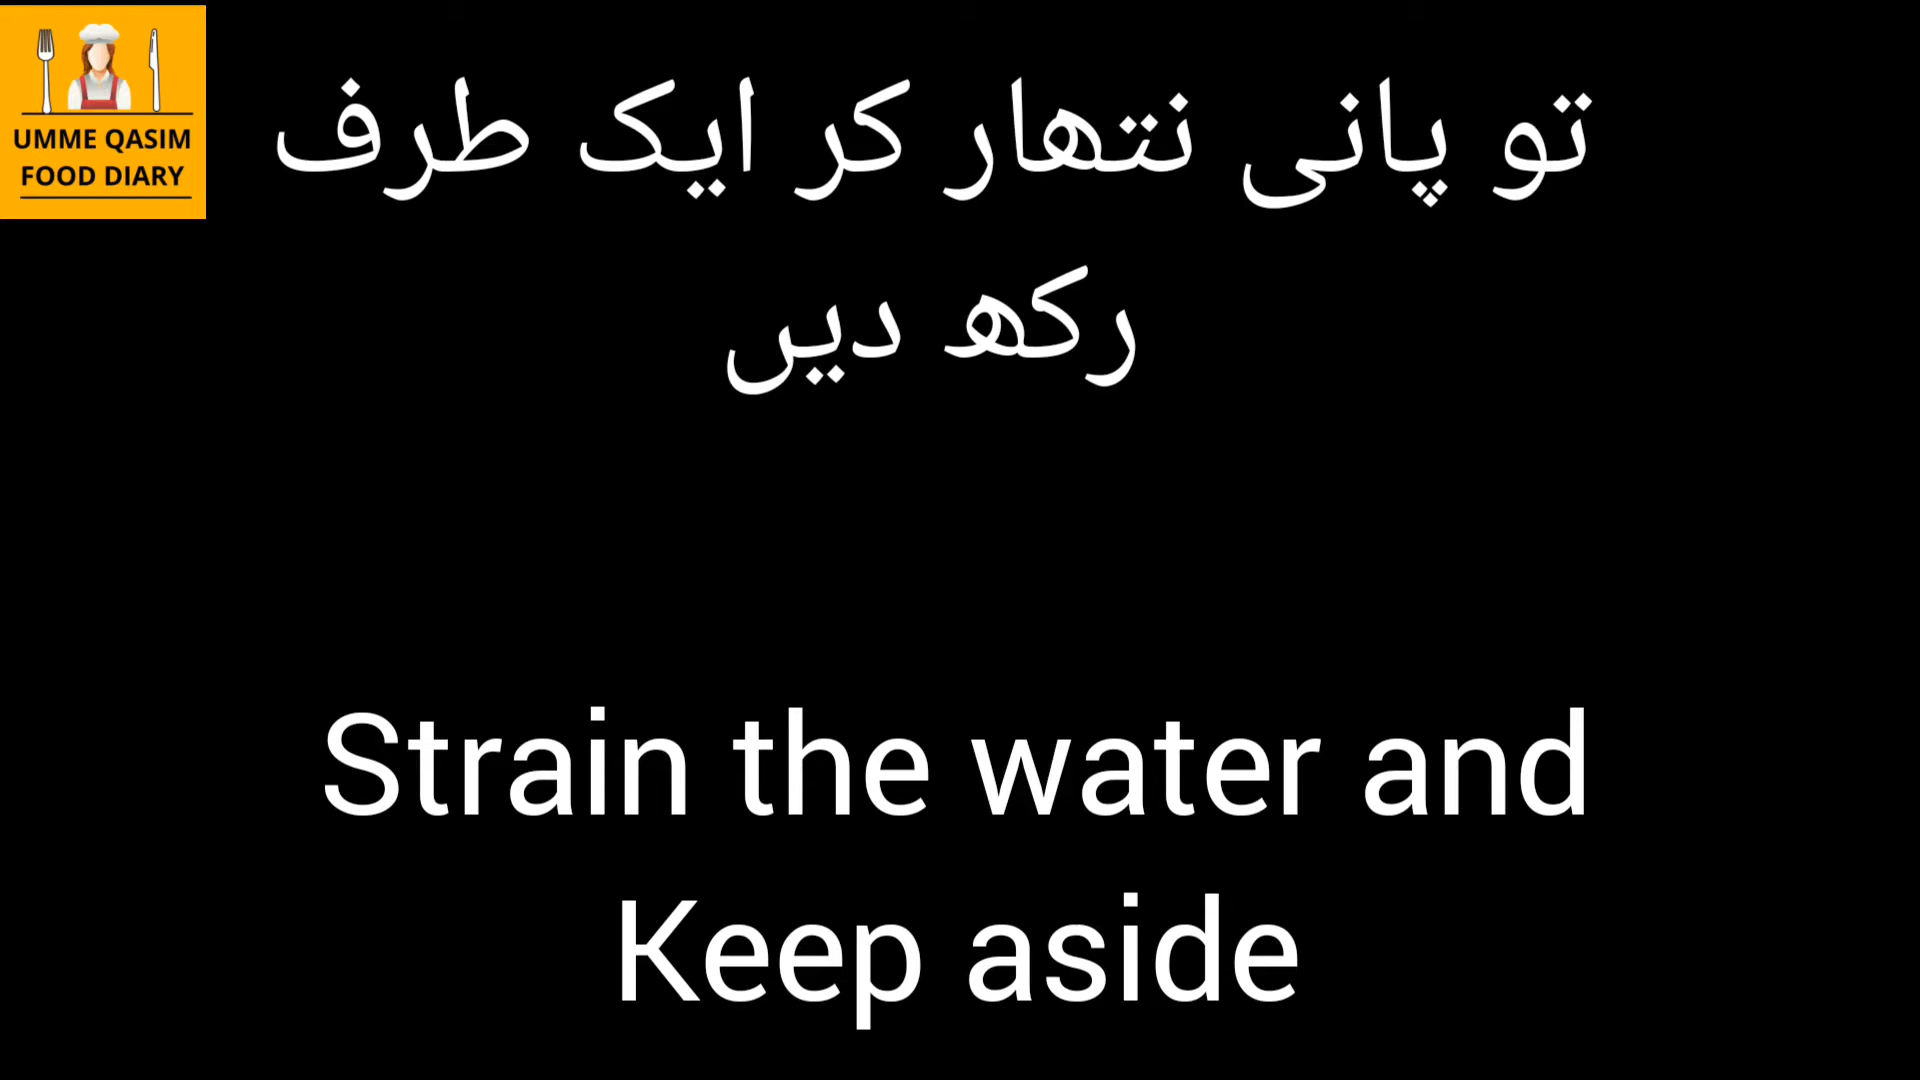 UMME QASIM
FOOD DIARY
تو پانی نتھار کر ایک طرف
رکھ دیں
Strain the water and
Keep aside